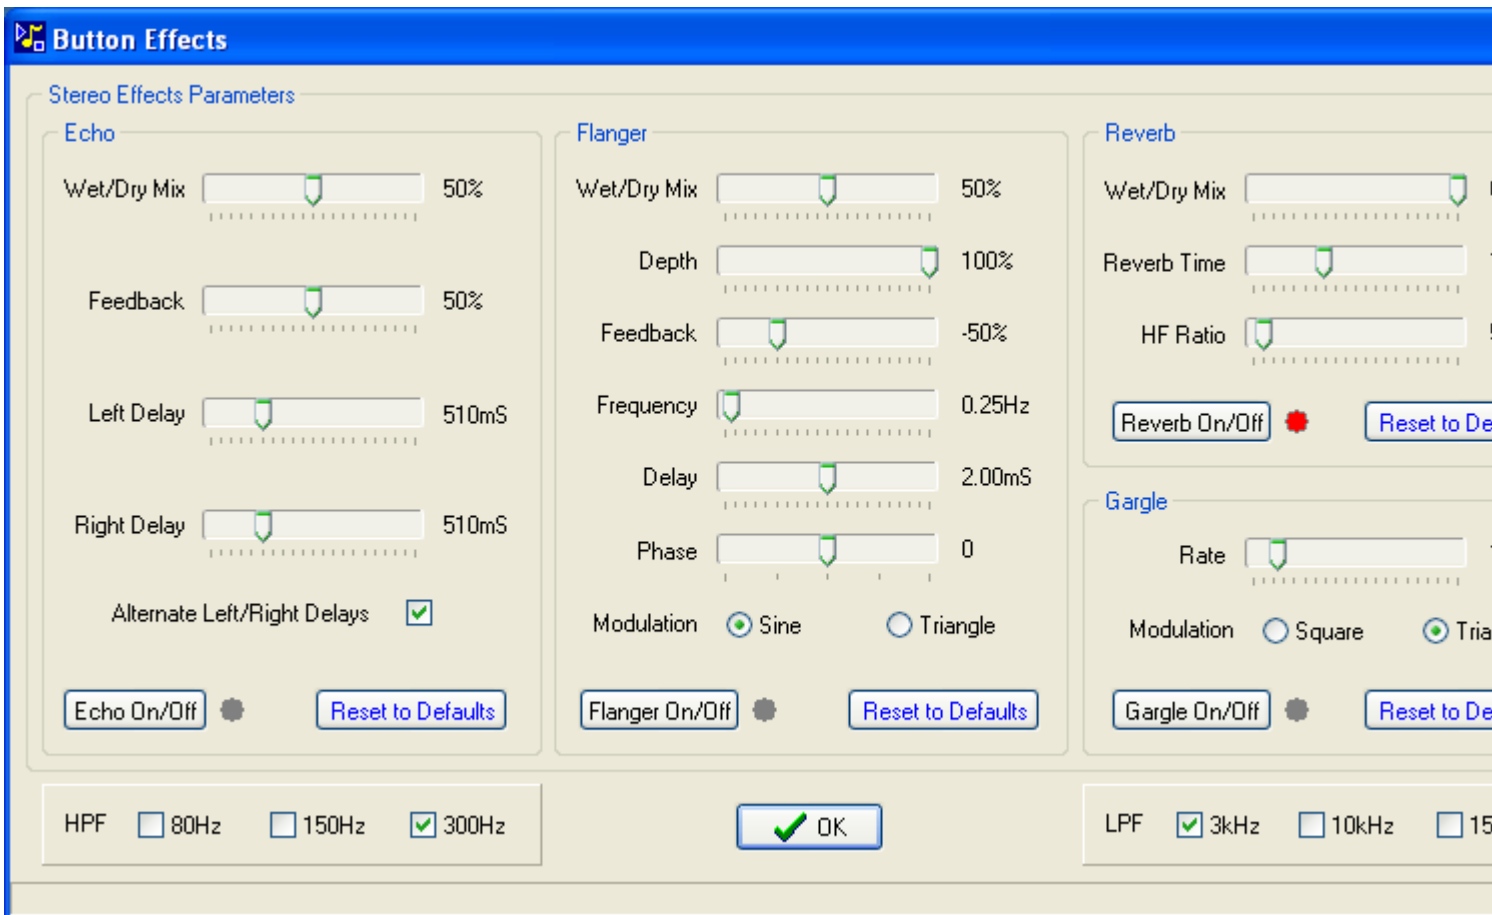 Button Effects
Stereo Effects Parameters
Echo
Wet/Dry Mix 50%
Feedback 50%
Left Delay 510mS
Right Delay 510mS
Alternate Left/Right Delays
Echo On/Off Reset to Defaults
Flanger
Wet/Dry Mix 50%
Depth 100%
Feedback -50%
Frequency 0.25Hz
Delay 2.00mS
Phase 0
Modulation Sine Triangle
Flanger On/Off Reset to Defaults
Reverb
Wet/Dry Mix
Reverb Time
HF Ratio
Reverb On/Off Reset to De
Gargle
Rate
Modulation Square Tria
Gargle On/Off Reset to De
HPF 80Hz 150Hz 300Hz
OK
LPF 3kHz 10kHz 15